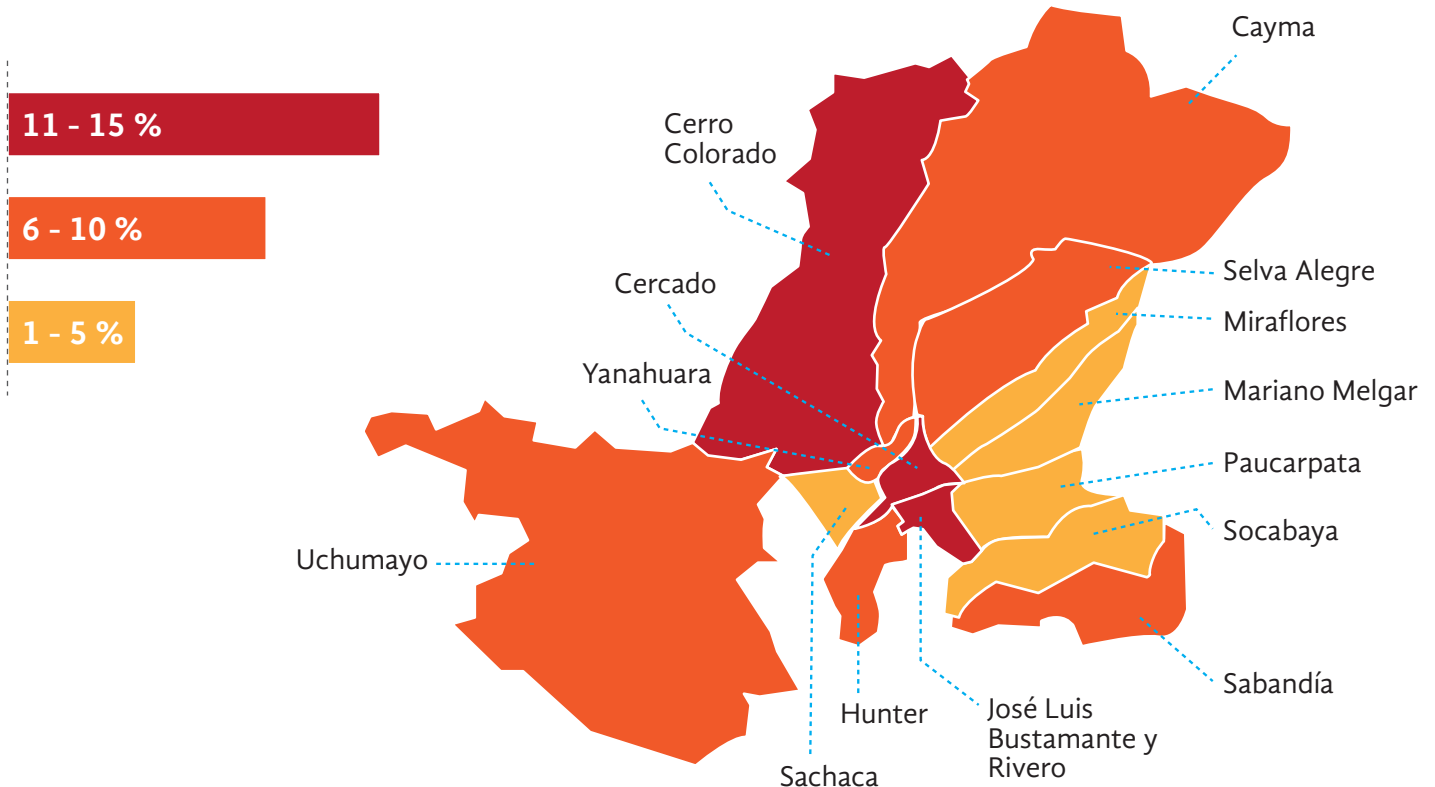 11 - 15 %
6 - 10 %
1 - 5 %
Cayma
Cerro
Colorado
Selva Alegre
Cercado
Miraflores
Yanahuara
Mariano Melgar
Paucarpata
Socabaya
Uchumayo
Sabandía
Hunter
José Luis
Bustamante y
Rivero
Sachaca